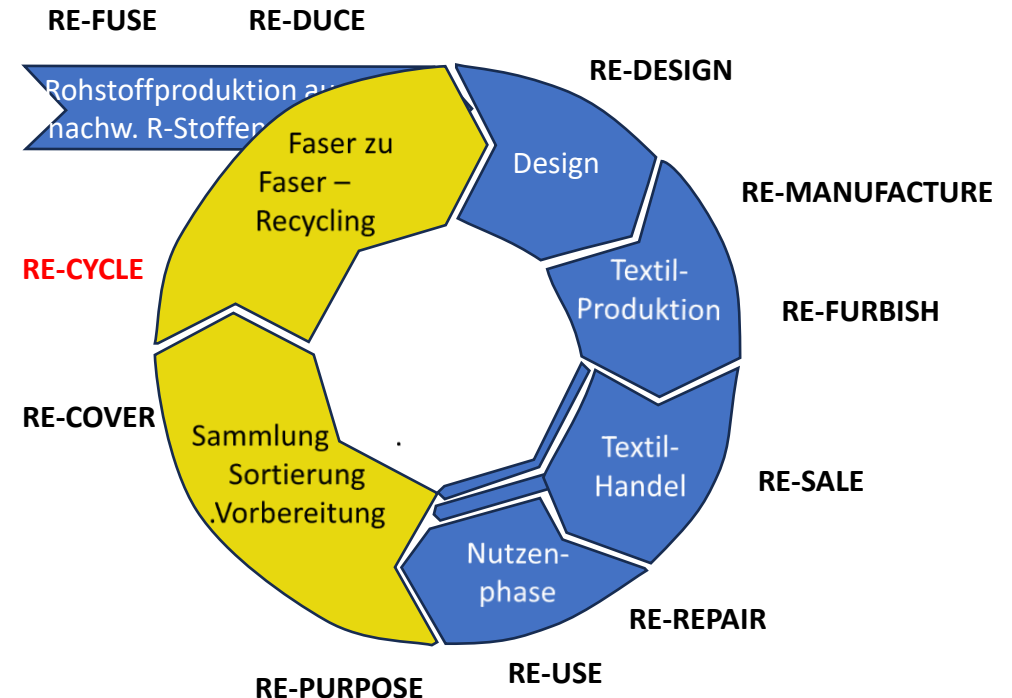 RE-FUSE
RE-DUCE
RE-DESIGN
Rohstoffproduktion
nachw. R-Stoffen
Faser zu
Faser –
Recycling
Design
RE-MANUFACTURE
RE-CYCLE
Textil-
Produktion
RE-FURBISH
RE-COVER
Sammlung
Sortierung
.Vorbereitung
Textil-
Handel
RE-SALE
Nutzen-
phase
RE-REPAIR
RE-USE
RE-PURPOSE